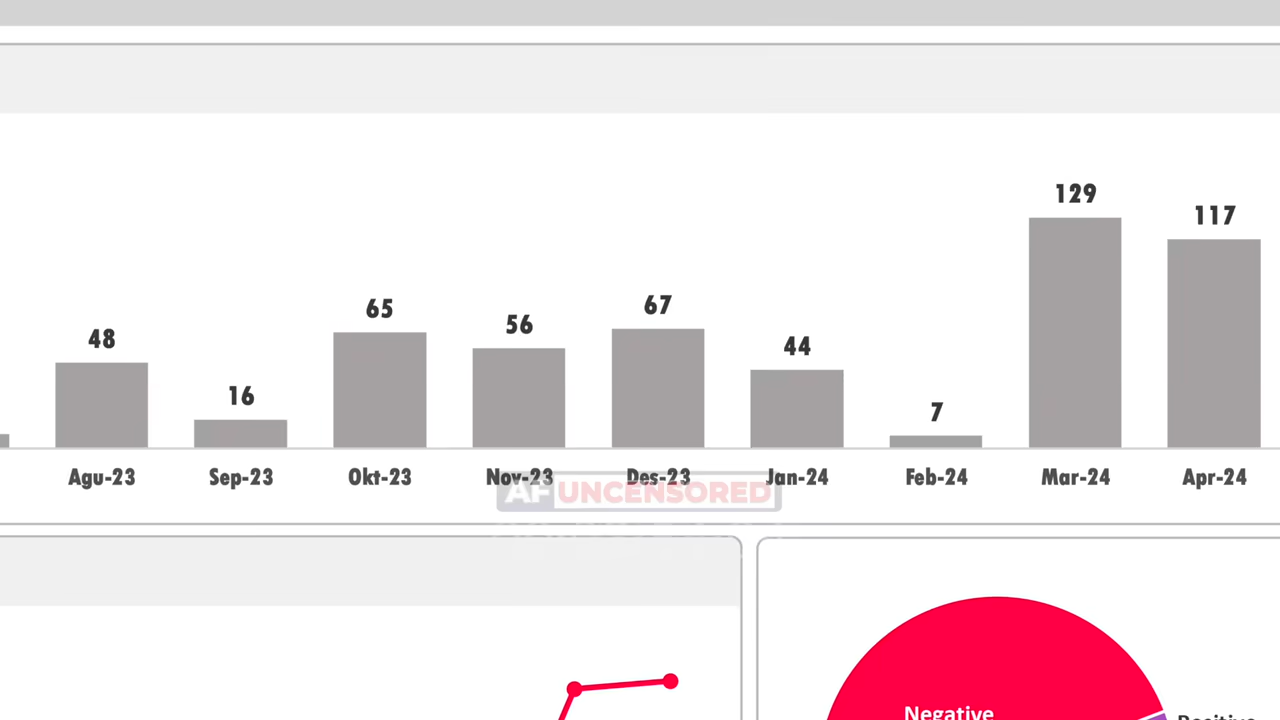 129
117
65
67
56
48
44
16
7
Agu-23 Sep-23 Okt-23 Nov-23 Des-23 Jan-24 Feb-24 Mar-24 Apr-24
AF UNCENSORED
Negative
Positive